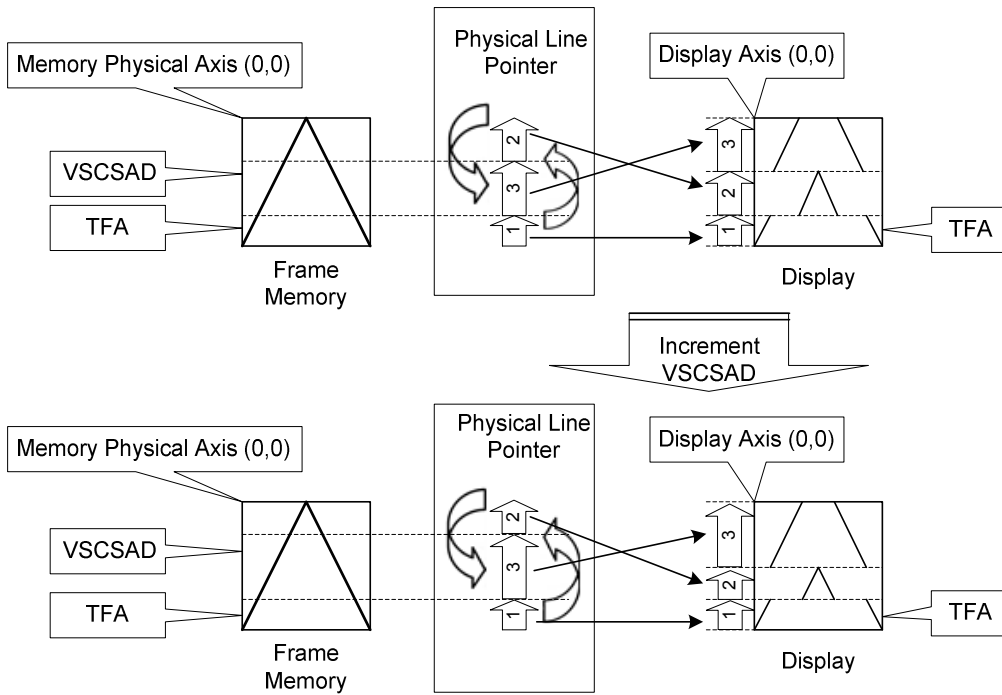 Physical Line
Pointer
Memory Physical Axis (0,0)
Display Axis (0,0)
VSCSAD
TFA
2
3
1
3
2
1
TFA
Frame
Memory
Display
Increment
VSCSAD
Physical Line
Pointer
Memory Physical Axis (0,0)
Display Axis (0,0)
VSCSAD
TFA
2
3
1
3
2
1
TFA
Frame
Memory
Display